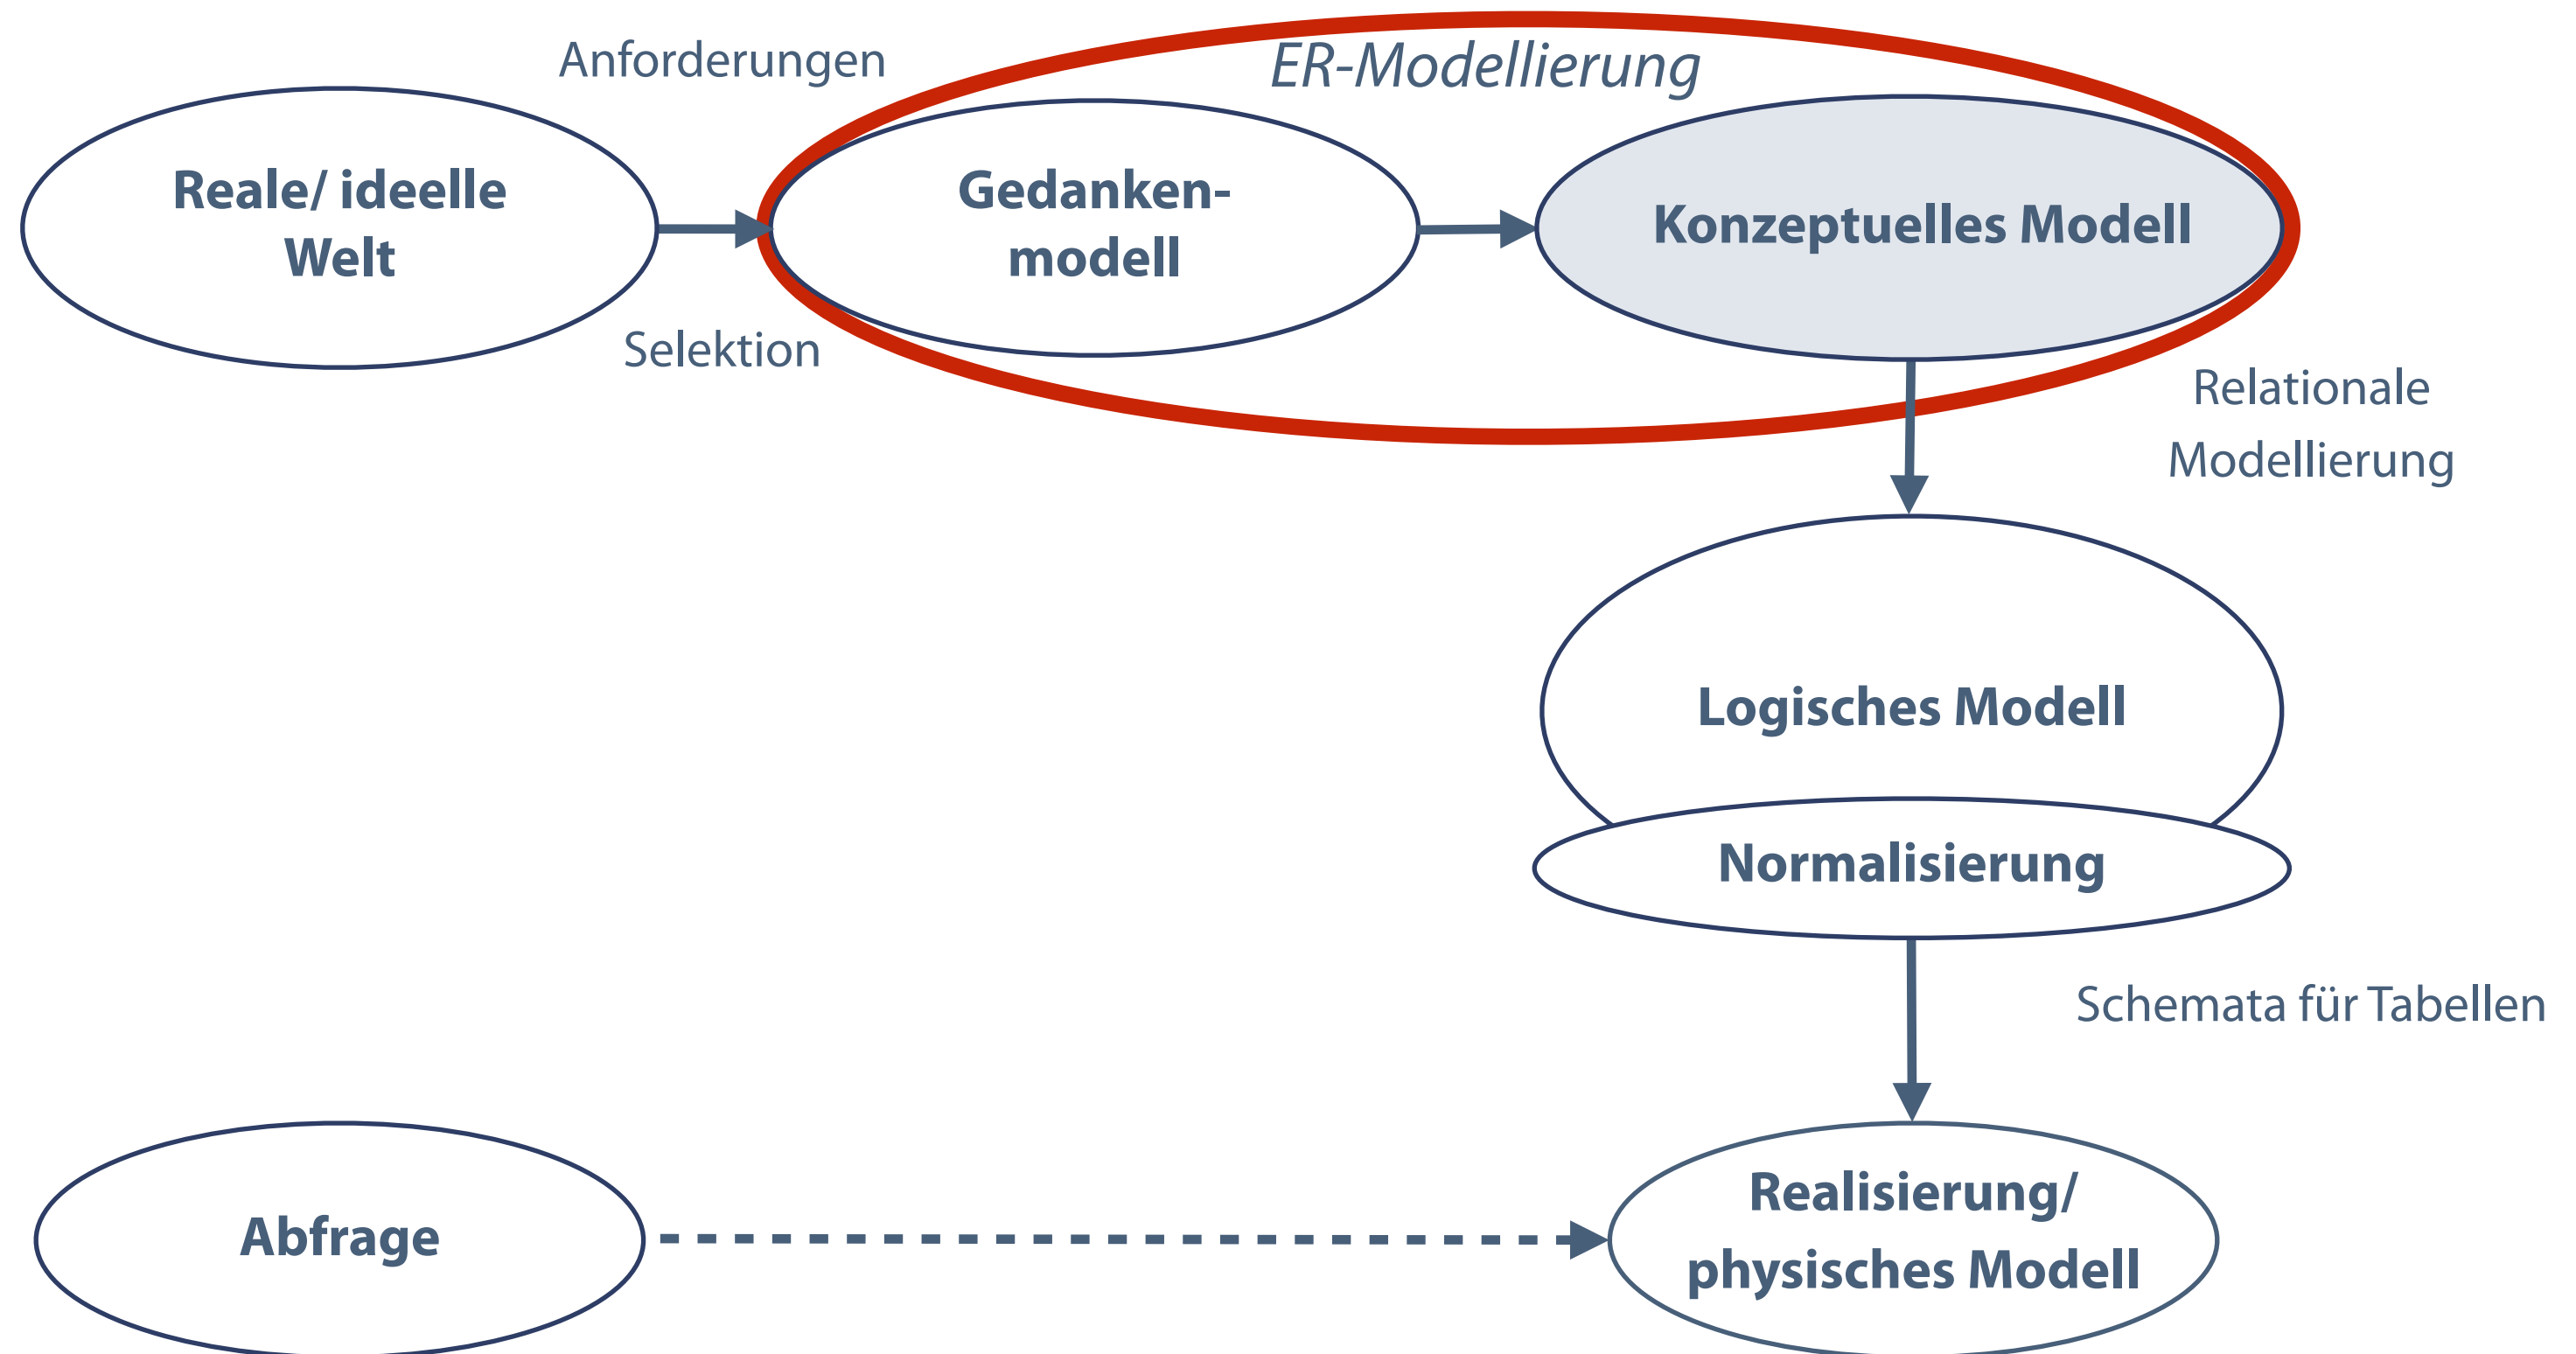 Anforderungen
ER-Modellierung
Reale/ ideelle
Welt
Gedanken-
modell
Konzeptuelles Modell
Selektion
Relationale
Modellierung
Logisches Modell
Normalisierung
Schemata für Tabellen
Abfrage
Realisierung/
physisches Modell